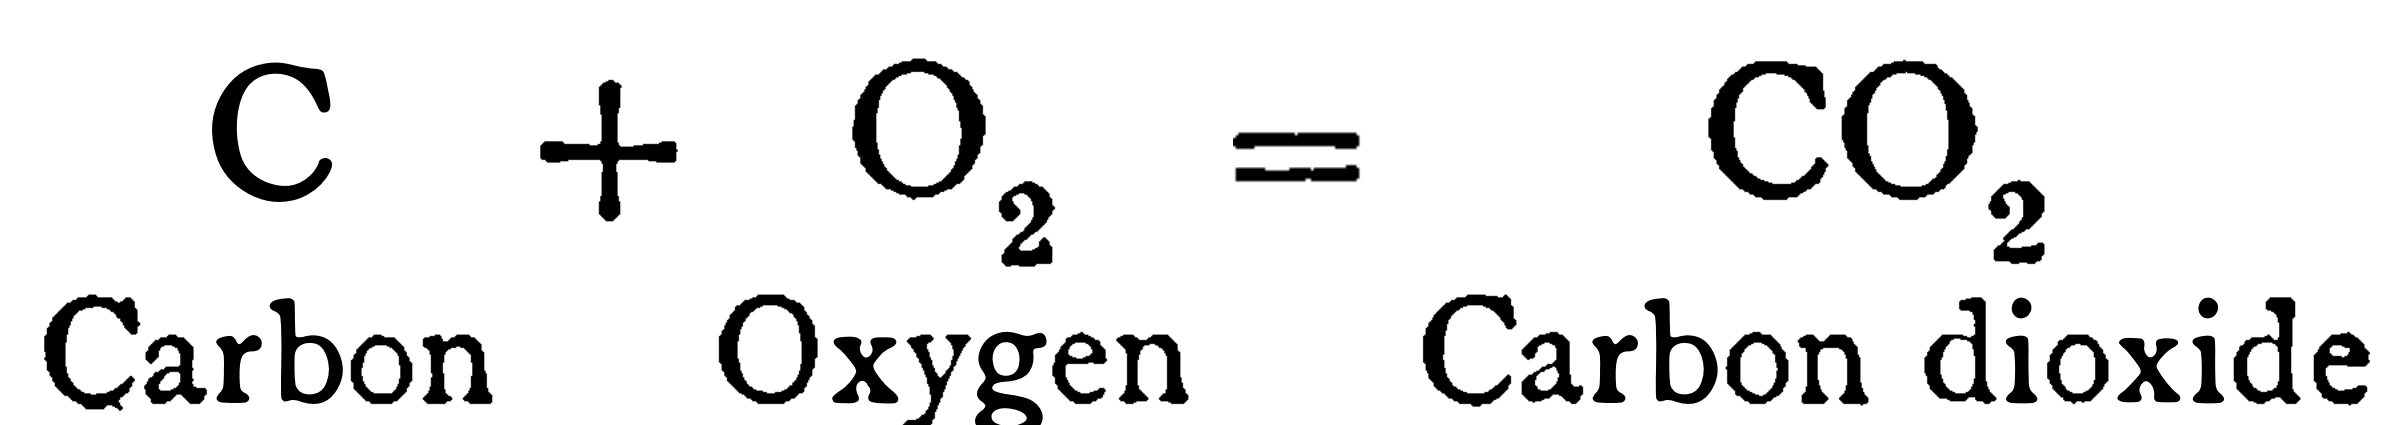 C + O₂ = CO₂
Carbon Oxygen Carbon dioxide